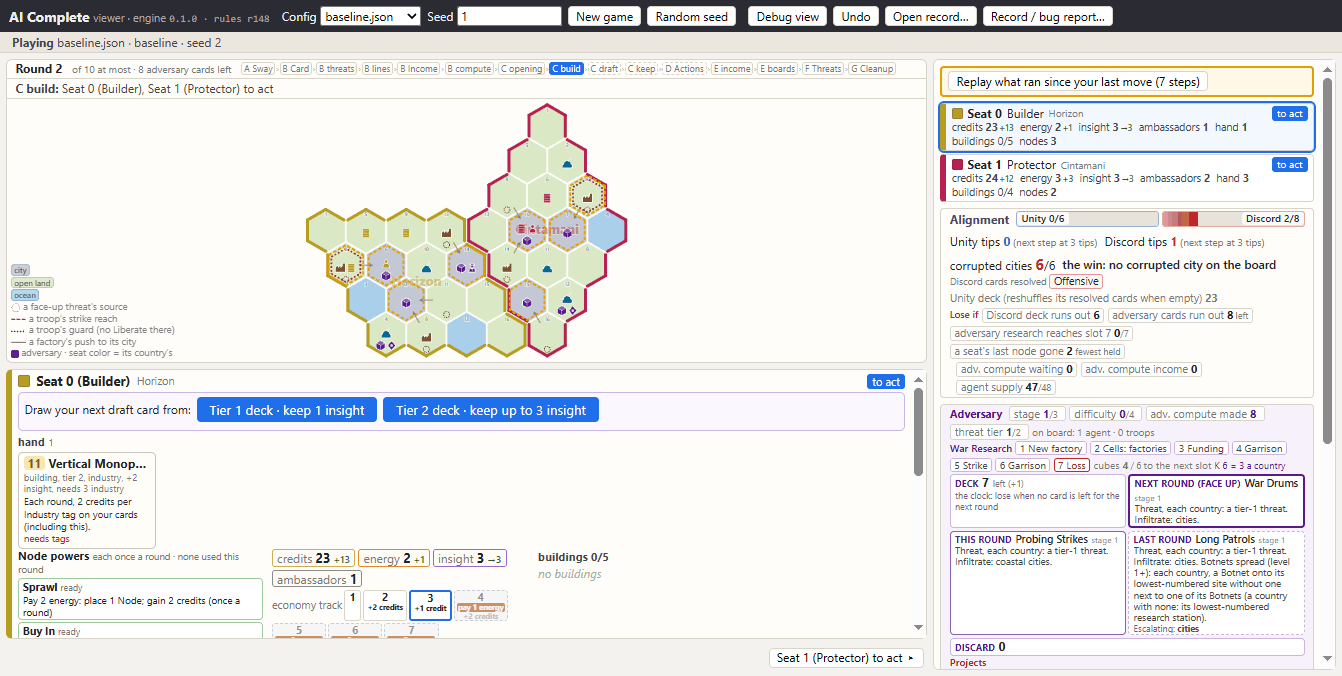 AI Complete viewer · engine 0.1.0 · rules r148 Config baseline.json Seed 1 New game Random seed Debug view Undo Open record... Record / bug report...
Playing baseline.json · baseline · seed 2
Round 2 of 10 at most · 8 adversary cards left A Sway B Card B threats B lines B Income B compute C opening C build C draft C keep D Actions E income E boards F Threats G Cleanup
C build: Seat 0 (Builder), Seat 1 (Protector) to act
city
open land
ocean
a face-up threat's source
a troop's strike reach
a troop's guard (no Liberate there)
a factory's push to its city
adversary · seat color = its country's
Seat 0 (Builder) Horizon to act
Draw your next draft card from: Tier 1 deck · keep 1 insight Tier 2 deck · keep up to 3 insight
hand 1
11 Vertical Monop...
building, tier 2, industry, +2
insight, needs 3 industry
Each round, 2 credits per
Industry tag on your cards
(including this).
needs tags
Node powers each once a round · none used this
round
Sprawl ready
Pay 2 energy: place 1 Node; gain 2 credits (once a
round)
Buy In ready
credits 23 +13 energy 2 +1 insight 3 →3
ambassadors 1
economy track 1 2 +2 credits 3 +1 credit 4 pay 1 energy +2 credits
5 6 7
buildings 0/5
no buildings
Seat 1 (Protector) to act ▸
Replay what ran since your last move (7 steps)
Seat 0 Builder Horizon to act
credits 23 +13 energy 2 +1 insight 3 →3 ambassadors 1 hand 1
buildings 0/5 nodes 3
Seat 1 Protector Cintamani to act
credits 24 +12 energy 3 +3 insight 3 →3 ambassadors 2 hand 3
buildings 0/4 nodes 2
Alignment Unity 0/6 Discord 2/8
Unity tips 0 (next step at 3 tips) Discord tips 1 (next step at 3 tips)
corrupted cities 6/6 the win: no corrupted city on the board
Discord cards resolved Offensive
Unity deck (reshuffles its resolved cards when empty) 23
Lose if Discord deck runs out 6 adversary cards run out 8 left
adversary research reaches slot 7 0/7
a seat's last node gone 2 fewest held
adv. compute waiting 0 adv. compute income 0
agent supply 47/48
Adversary stage 1/3 difficulty 0/4 adv. compute made 8
threat tier 1/2 on board: 1 agent · 0 troops
War Research 1 New factory 2 Cells: factories 3 Funding 4 Garrison
5 Strike 6 Garrison 7 Loss cubes 4 / 6 to the next slot K 6 = 3 a country
DECK 7 left (+1)
the clock: lose when no card is left for the
next round
NEXT ROUND (FACE UP) War Drums
stage 1
Threat, each country: a tier-1 threat.
Infiltrate: cities.
THIS ROUND Probing Strikes stage 1
Threat, each country: a tier-1 threat.
Infiltrate: coastal cities.
LAST ROUND Long Patrols stage 1
Threat, each country: a tier-1 threat.
Infiltrate: cities. Botnets spread (level
1+): each country, a Botnet onto its
lowest-numbered site without one
next to one of its Botnets (a country
with none: its lowest-numbered
research station).
Escalating: cities
DISCARD 0
Projects